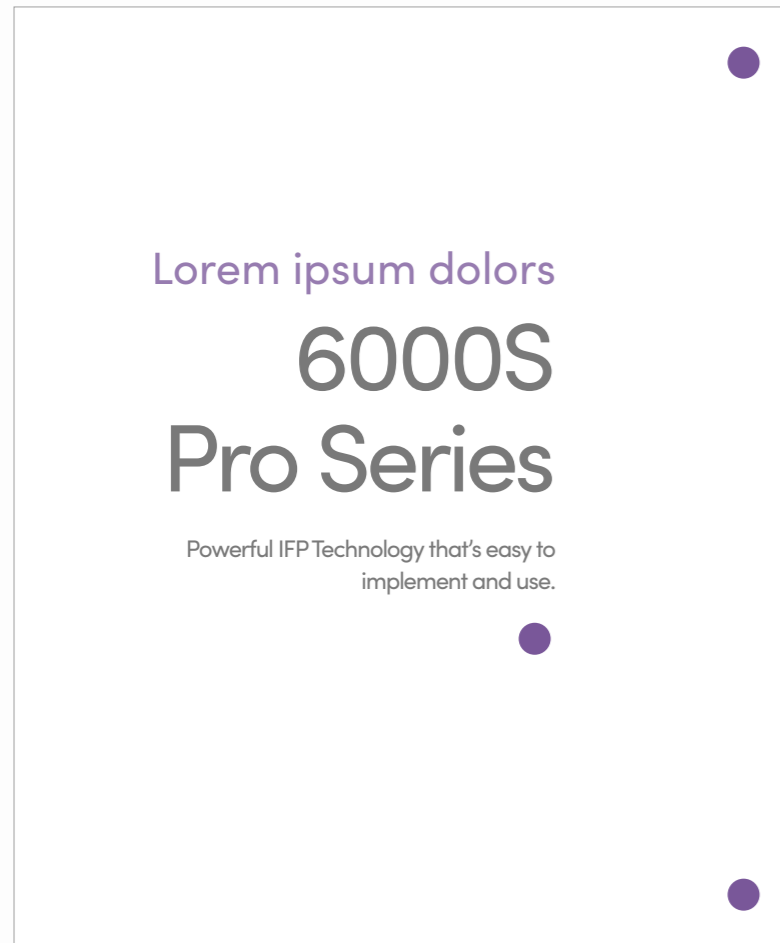 Lorem ipsum dolors
6000S
Pro Series
Powerful IFP Technology that's easy to
implement and use.